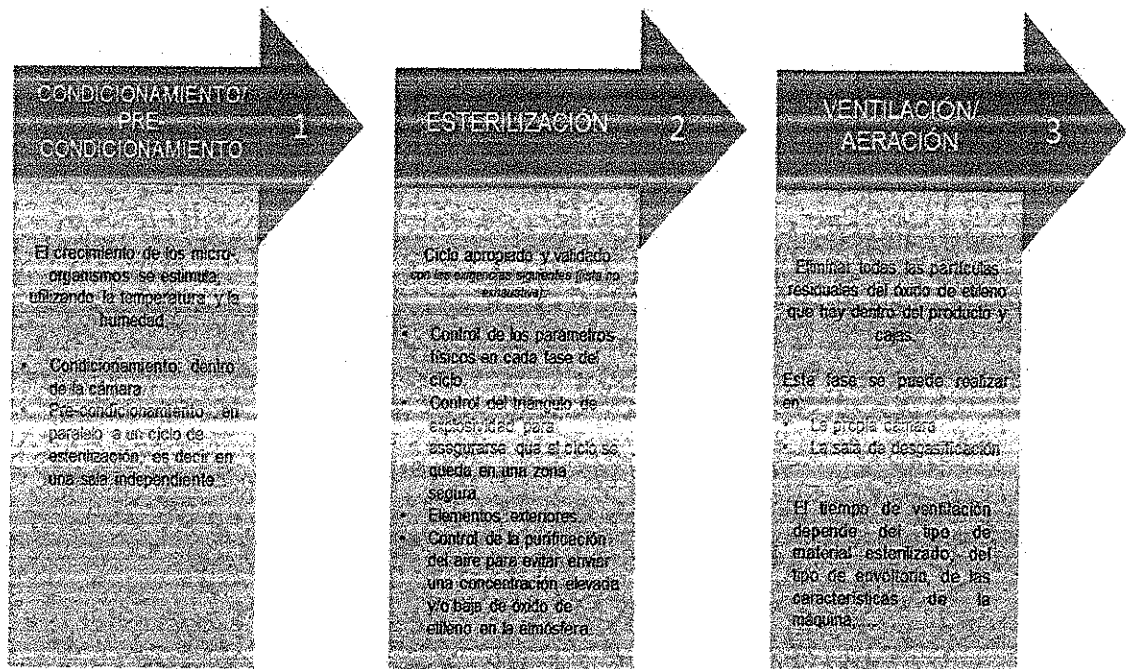 CONDICIONAMIENTO/
PRE-
CONDICIONAMIENTO
1
El crecimiento de los micro-
organismos se estimula,
utilizando la temperatura y la
humedad.
• Condicionamiento: dentro
de la cámara
• Pre-condicionamiento: en
paralelo a un ciclo de
esterilización, es decir en
una sala independiente.
ESTERILIZACIÓN
2
Ciclo apropiado y validado
con las exigencias siguientes (lista no
exhaustiva):
• Control de los parámetros
físicos en cada fase del
ciclo
• Control del triángulo de
explosividad para
asegurarse que el ciclo se
queda en una zona
segura
• Elementos exteriores
• Control de la purificación
del aire para evitar enviar
una concentración elevada
y/o baja de óxido de
etileno en la atmósfera.
VENTILACIÓN/
AERACIÓN
3
Eliminar todas las partículas
residuales del óxido de etileno
que hay dentro del producto y
cajas.
Esta fase se puede realizar
en:
• La propia cámara
• La sala de desgasificación
El tiempo de ventilación
depende del tipo de
material esterilizado, del
tipo de envoltorio, de las
características de la
máquina, ...